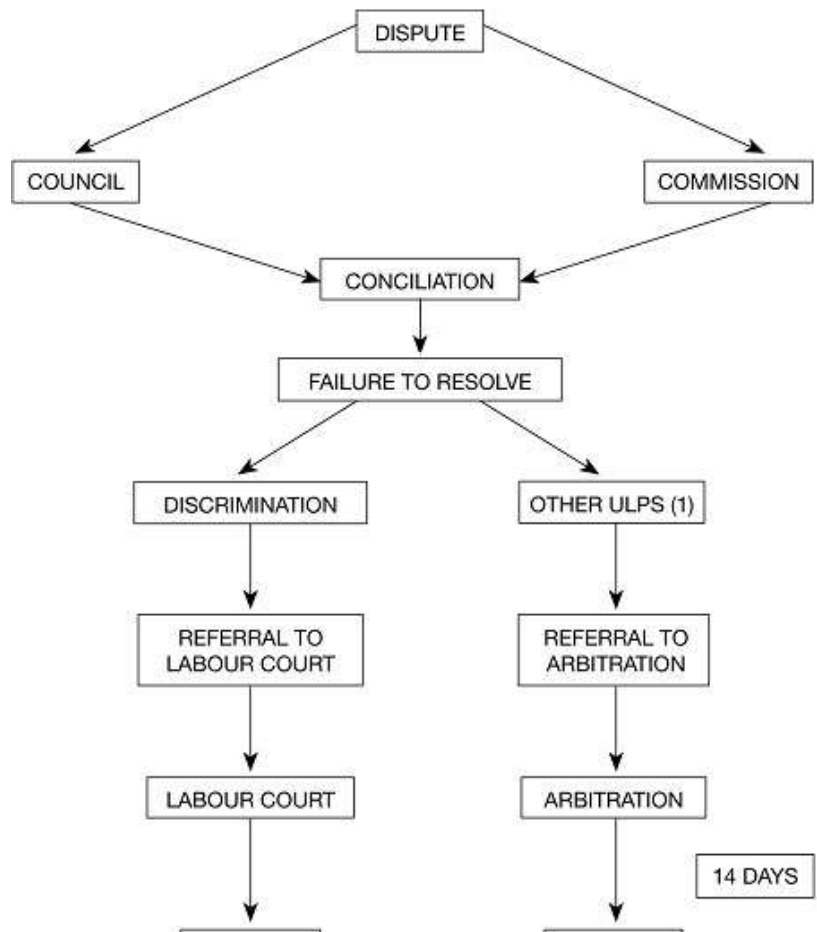 DISPUTE
COUNCIL
COMMISSION
CONCILIATION
FAILURE TO RESOLVE
DISCRIMINATION
OTHER ULPS (1)
REFERRAL TO
LABOUR COURT
REFERRAL TO
ARBITRATION
LABOUR COURT
ARBITRATION
14 DAYS